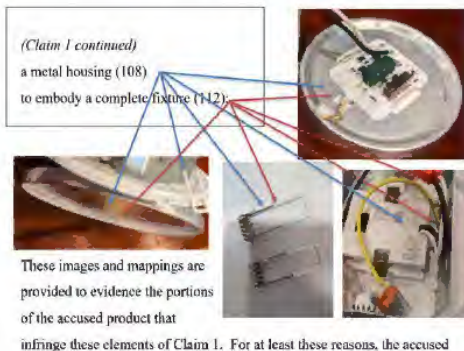 (Claim 1 continued)
a metal housing (108)
to embody a complete fixture (112);
These images and mappings are
provided to evidence the portions
of the accused product that
infringe these elements of Claim 1.  For at least these reasons, the accused